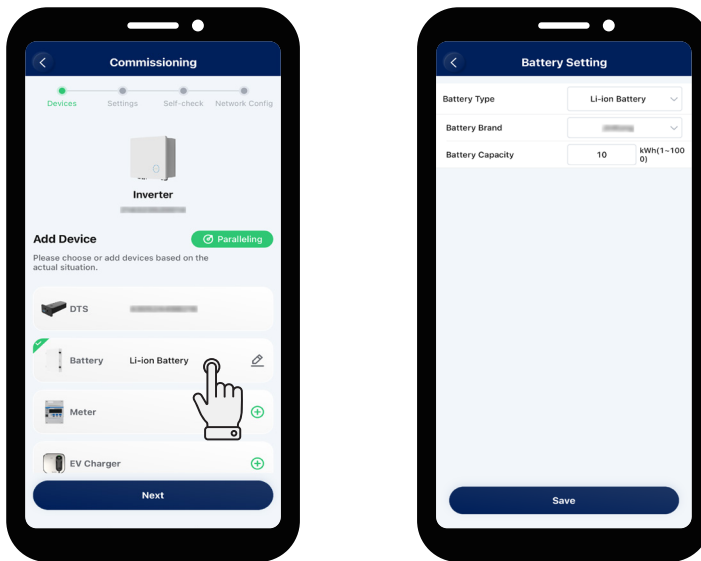 Commissioning
Devices Settings Self-check Network Config
Inverter
Add Device
Paralleling
Please choose or add devices based on the
actual situation.
DTS
Battery Li-ion Battery
Meter
EV Charger
Next
Battery Setting
Battery Type Li-ion Battery
Battery Brand
Battery Capacity 10 kWh(1~100
0)
Save